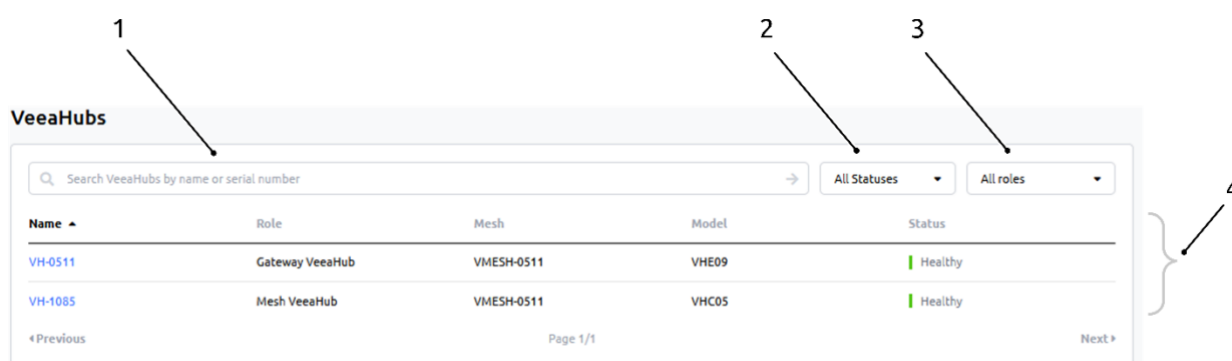 1 2 3
VeeaHubs
Search VeeaHubs by name or serial number All Statuses All roles
4
Name Role Mesh Model Status
VH-0511 Gateway VeeaHub VMESH-0511 VHE09 Healthy
VH-1085 Mesh VeeaHub VMESH-0511 VHC05 Healthy
Previous Page 1/1 Next